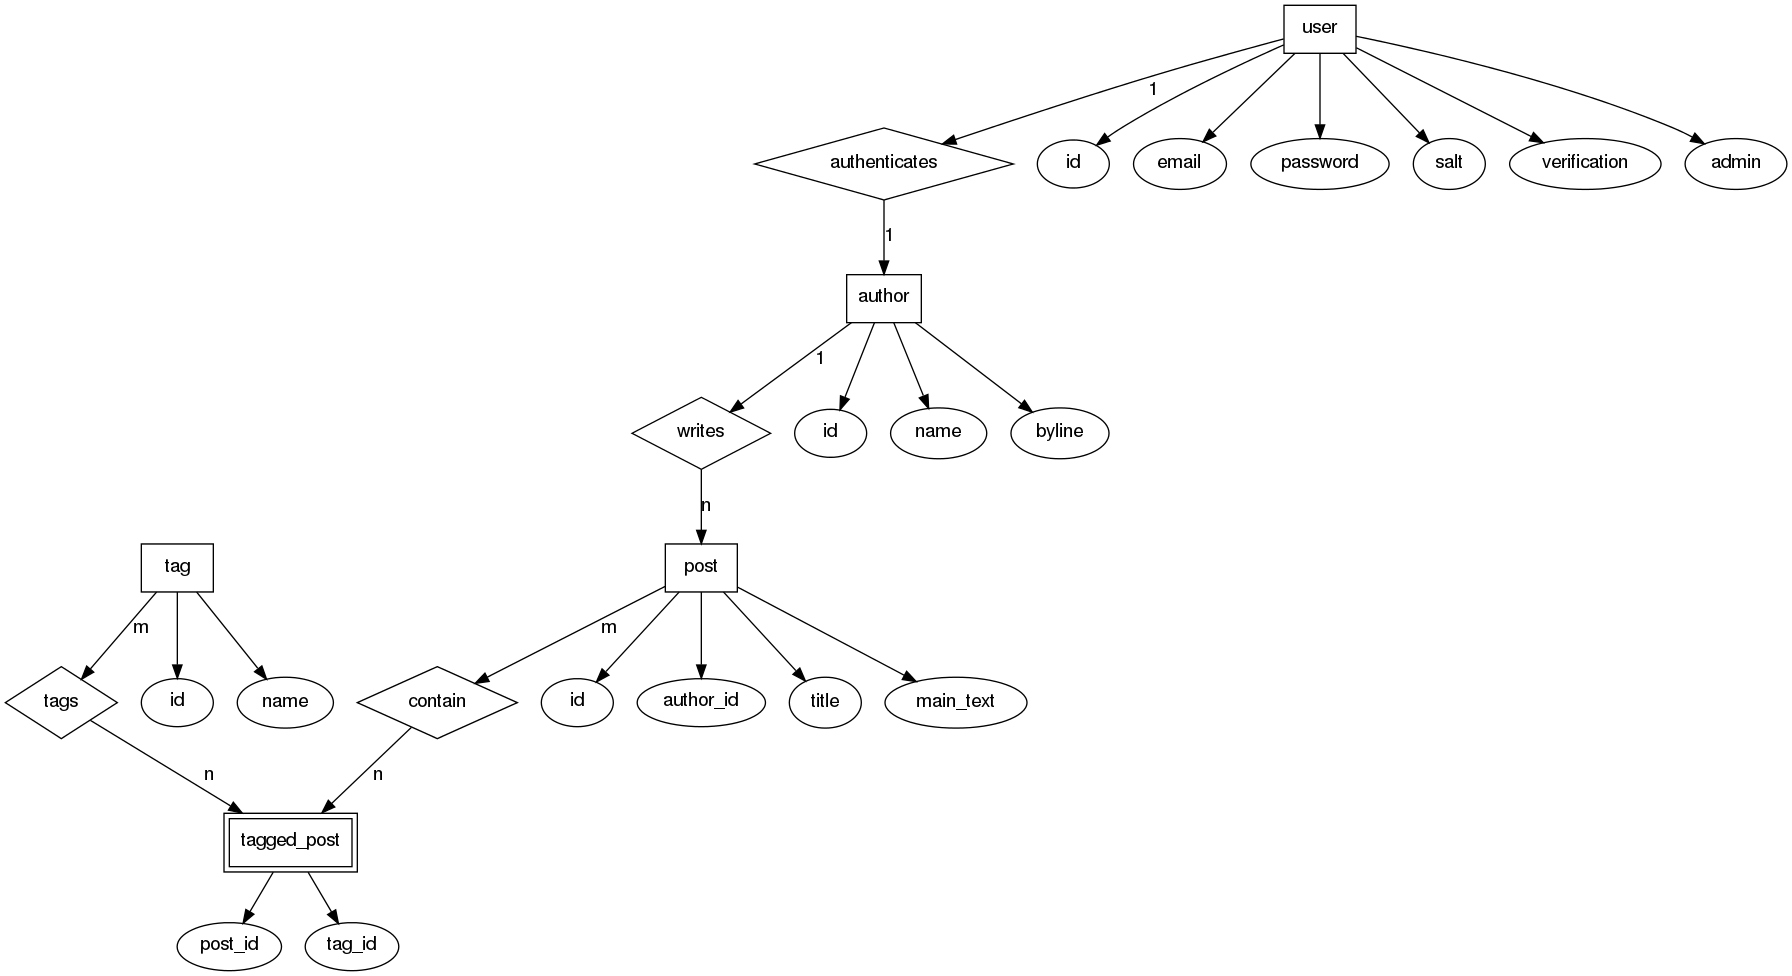 user
1
authenticates
id
email
password
salt
verification
admin
1
author
1
writes
id
name
byline
n
tag
post
m
m
tags
id
name
contain
id
author_id
title
main_text
n
n
tagged_post
post_id
tag_id